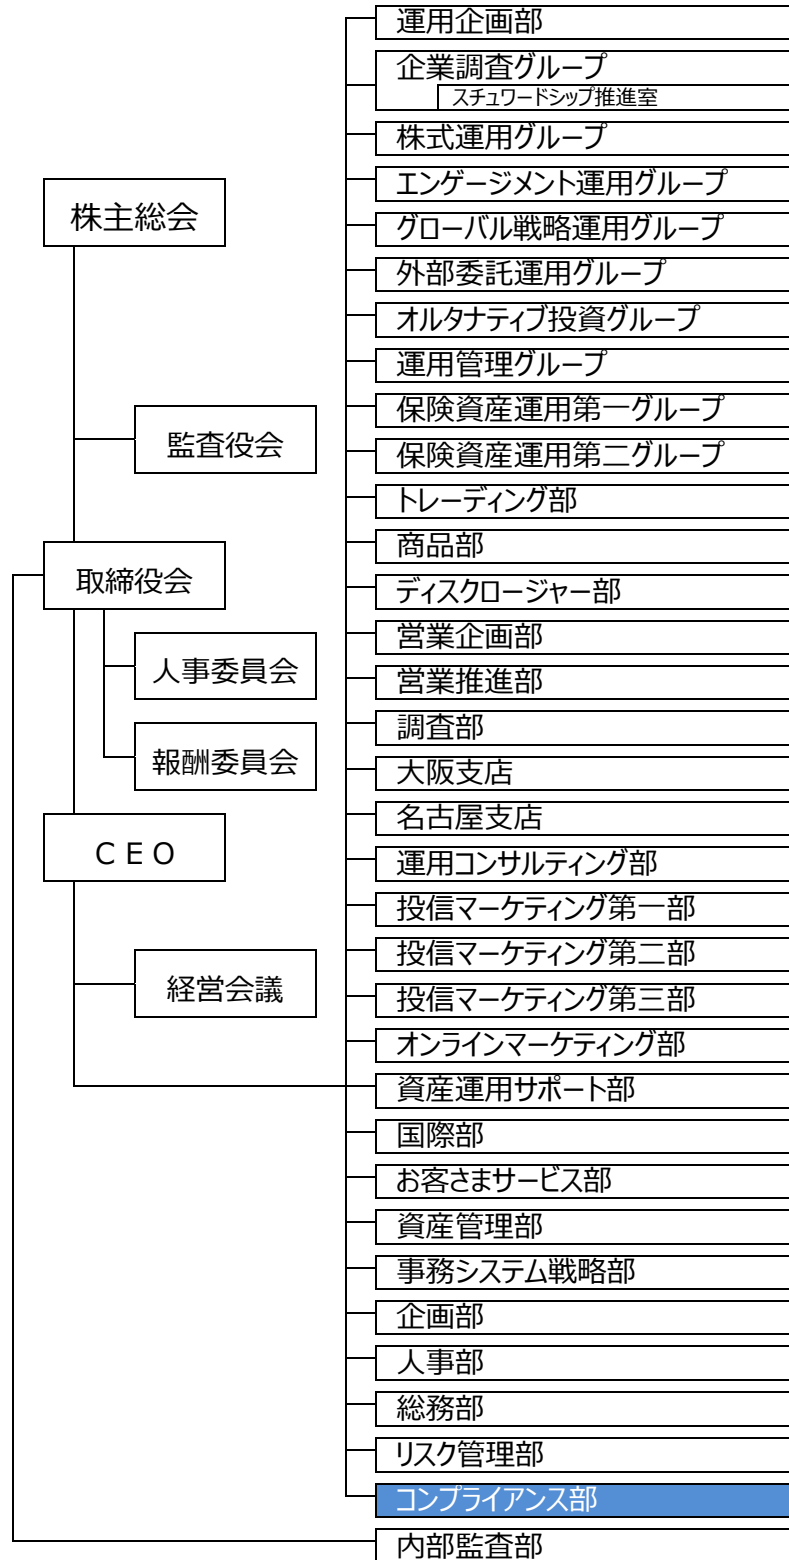 株主総会
監査役会
取締役会
人事委員会
報酬委員会
ＣＥＯ
経営会議
運用企画部
企業調査グループ
スチュワードシップ推進室
株式運用グループ
エンゲージメント運用グループ
グローバル戦略運用グループ
外部委託運用グループ
オルタナティブ投資グループ
運用管理グループ
保険資産運用第一グループ
保険資産運用第二グループ
トレーディング部
商品部
ディスクロージャー部
営業企画部
営業推進部
調査部
大阪支店
名古屋支店
運用コンサルティング部
投信マーケティング第一部
投信マーケティング第二部
投信マーケティング第三部
オンラインマーケティング部
資産運用サポート部
国際部
お客さまサービス部
資産管理部
事務システム戦略部
企画部
人事部
総務部
リスク管理部
コンプライアンス部
内部監査部